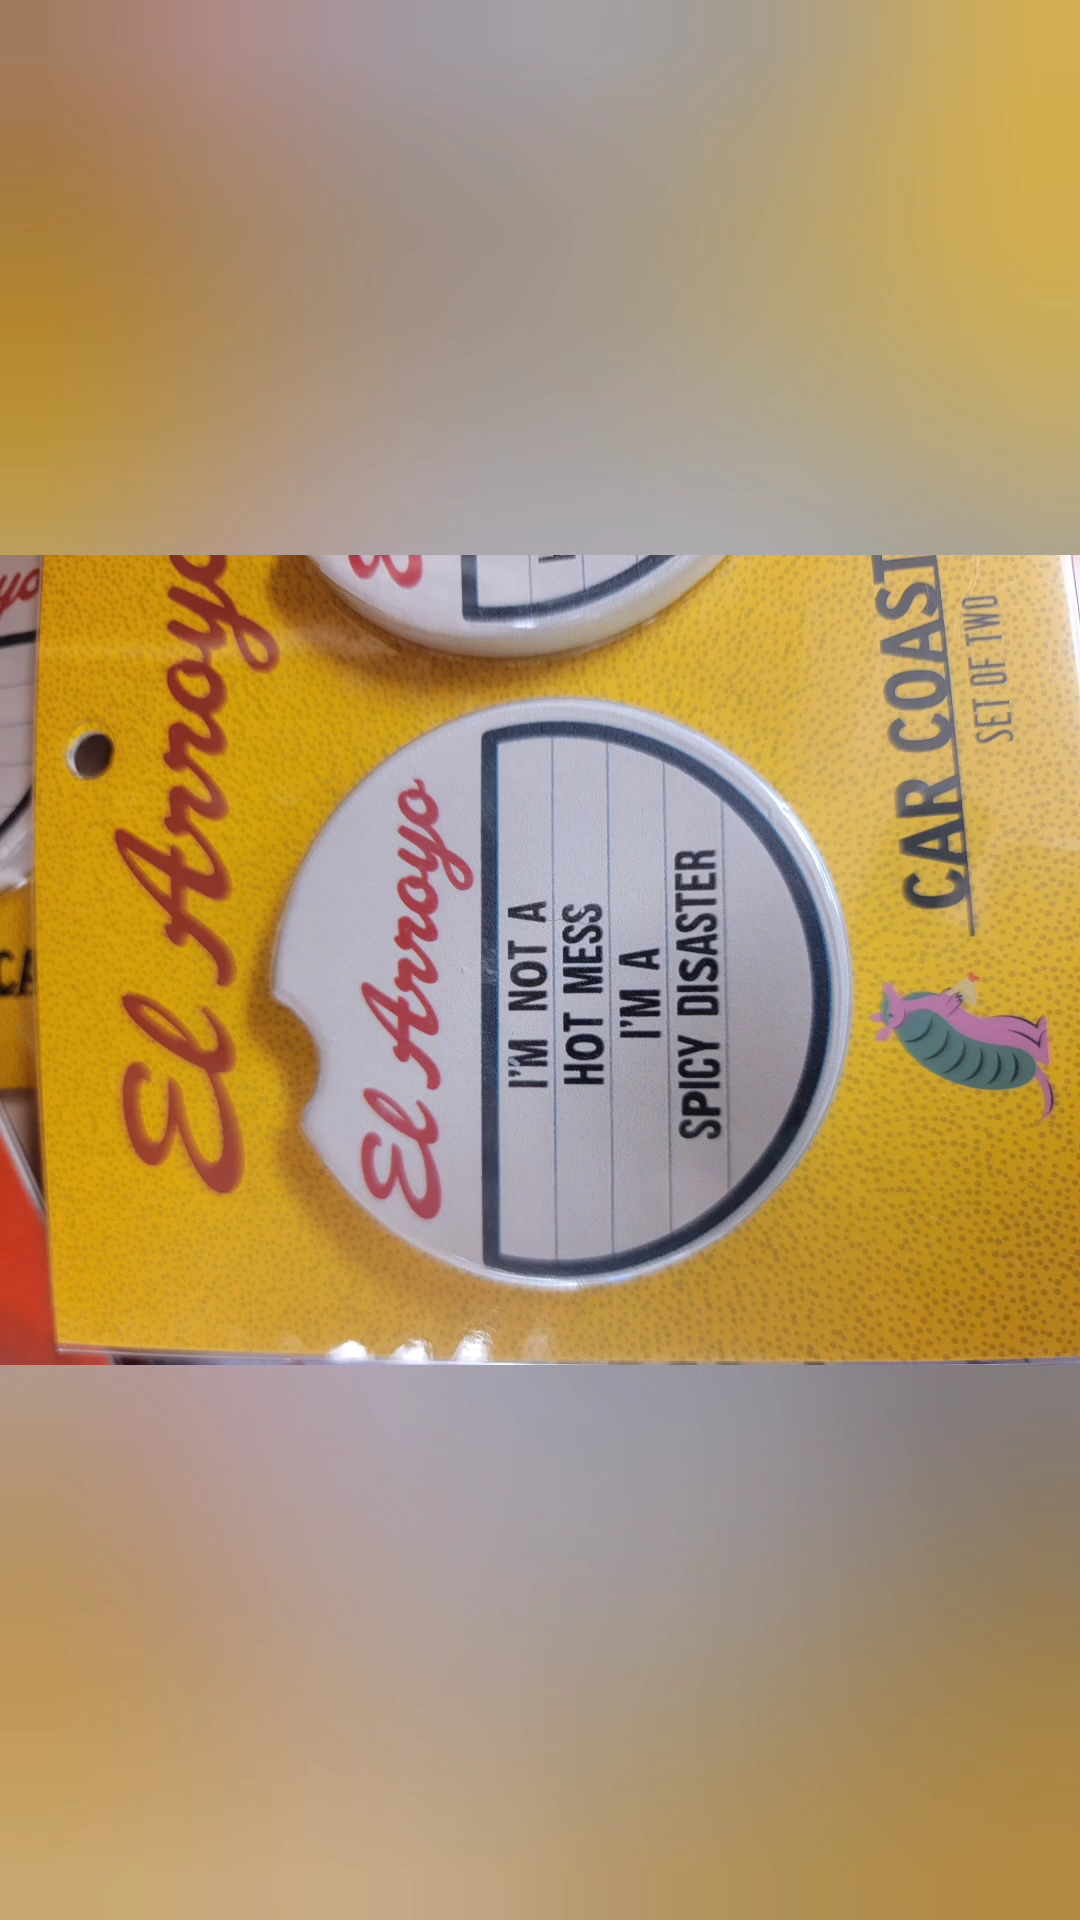 El Arroyo
El Arroyo
I'M NOT A
HOT MESS
I'M A
SPICY DISASTER
CAR COAST
SET OF TWO